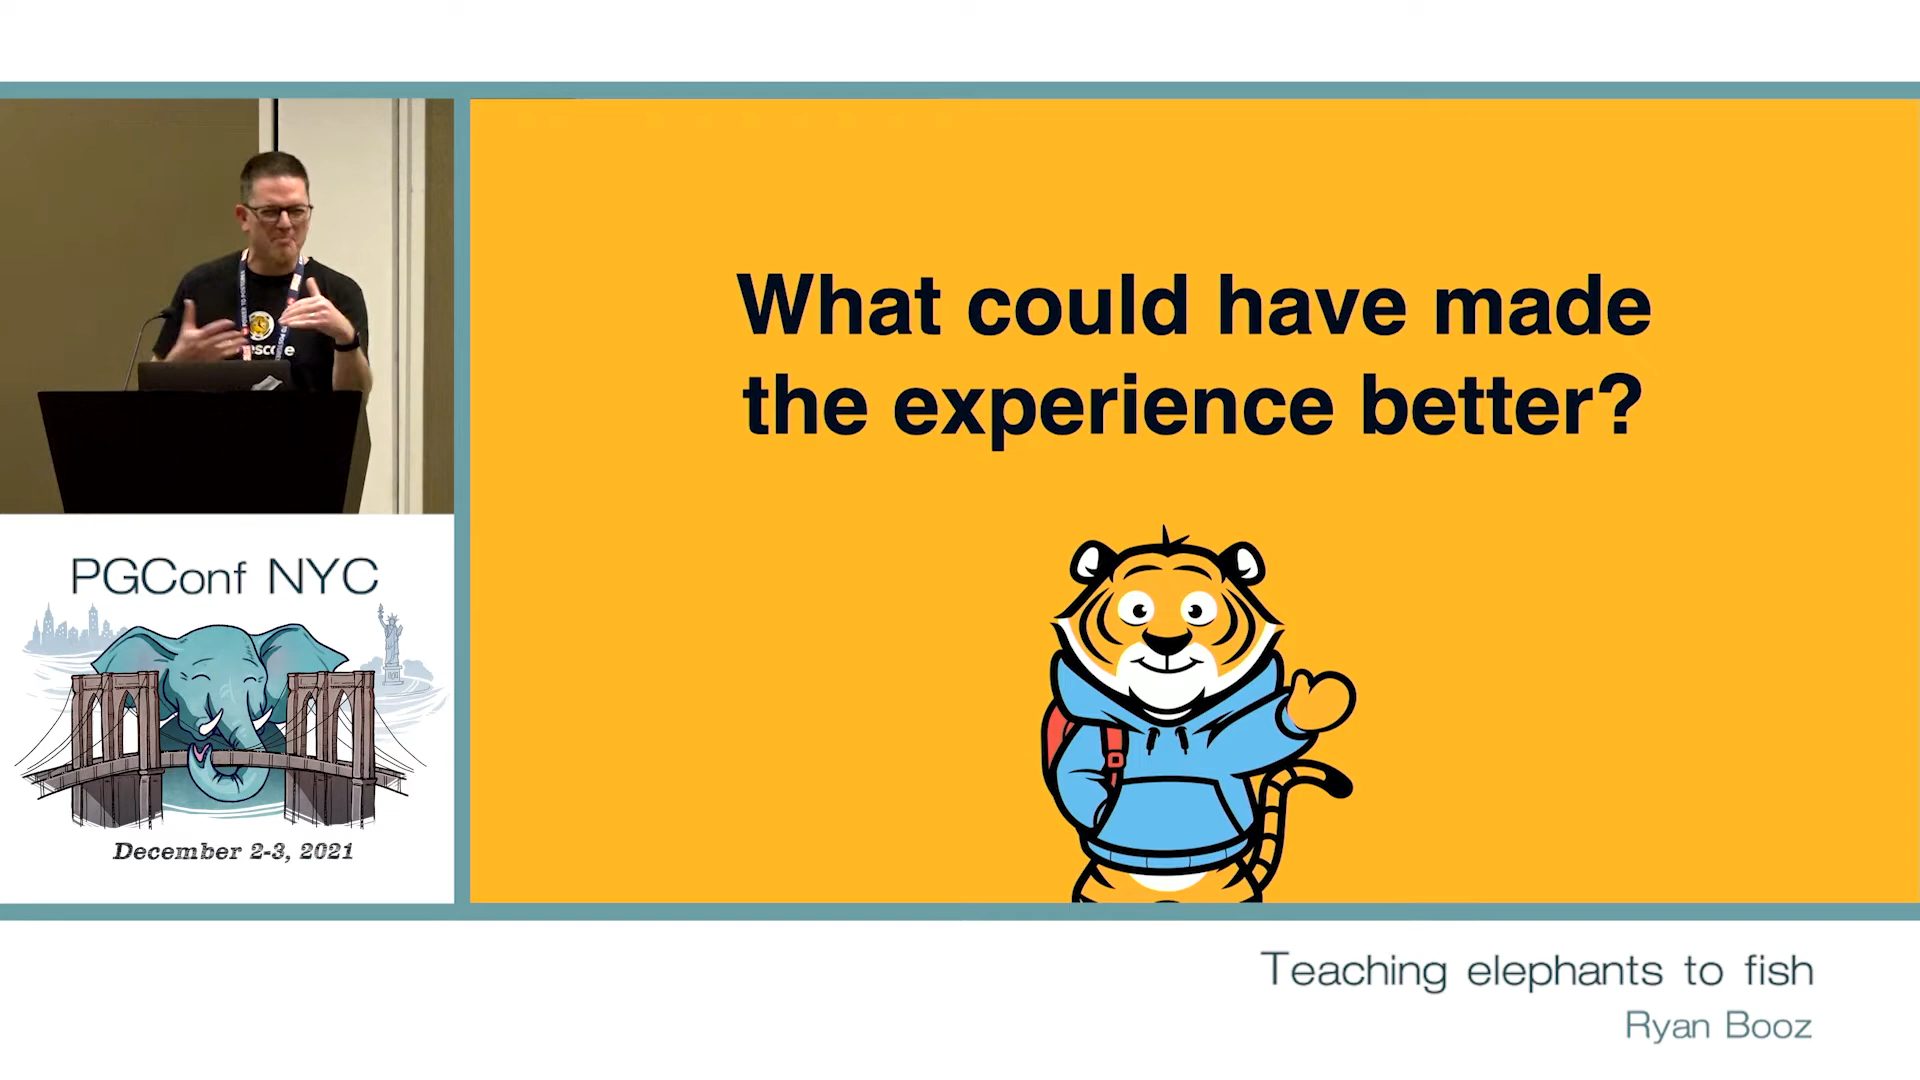 What could have made
the experience better?
PGConf NYC
December 2-3, 2021
Teaching elephants to fish
Ryan Booz